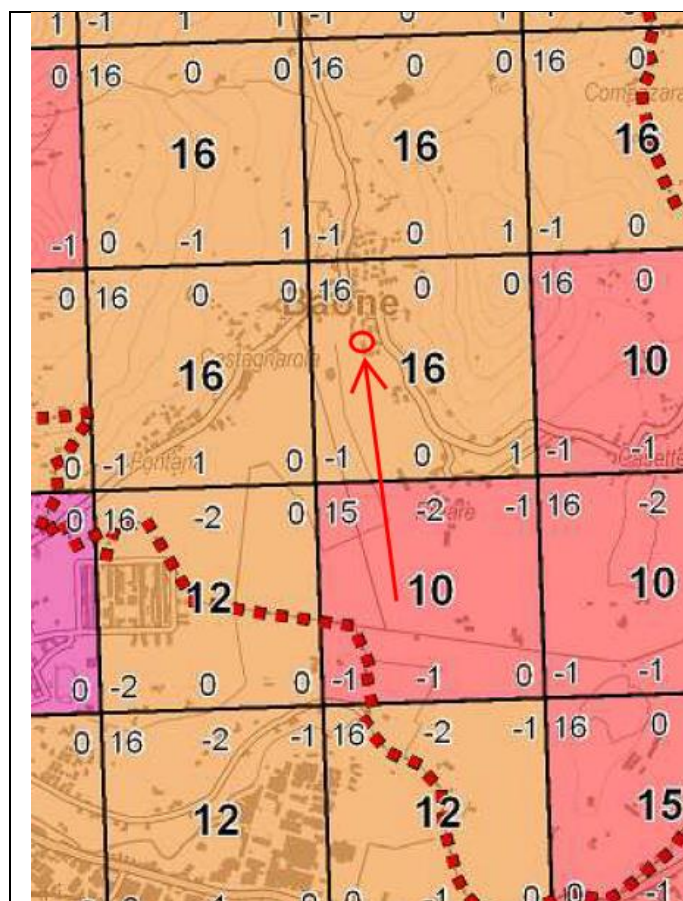 1 -1 1 1 -1 0 1 -1 0
0 16 0 0 16 0 0 16 0
16 16 16
-1 0 -1 1 -1 0 1 -1 0
0 16 0 0 16 0 0 16 0
Baone
Castagnarola
16 16 10
0 -1 1 0 -1 0 1 -1 -1
Casette
0 16 -2 0 15 -2 -1 16 -2
12 10 10
0 -2 0 0 -1 -1 0 -1 -1
0 16 -2 -1 16 -2 -1 16 0
12 12 15